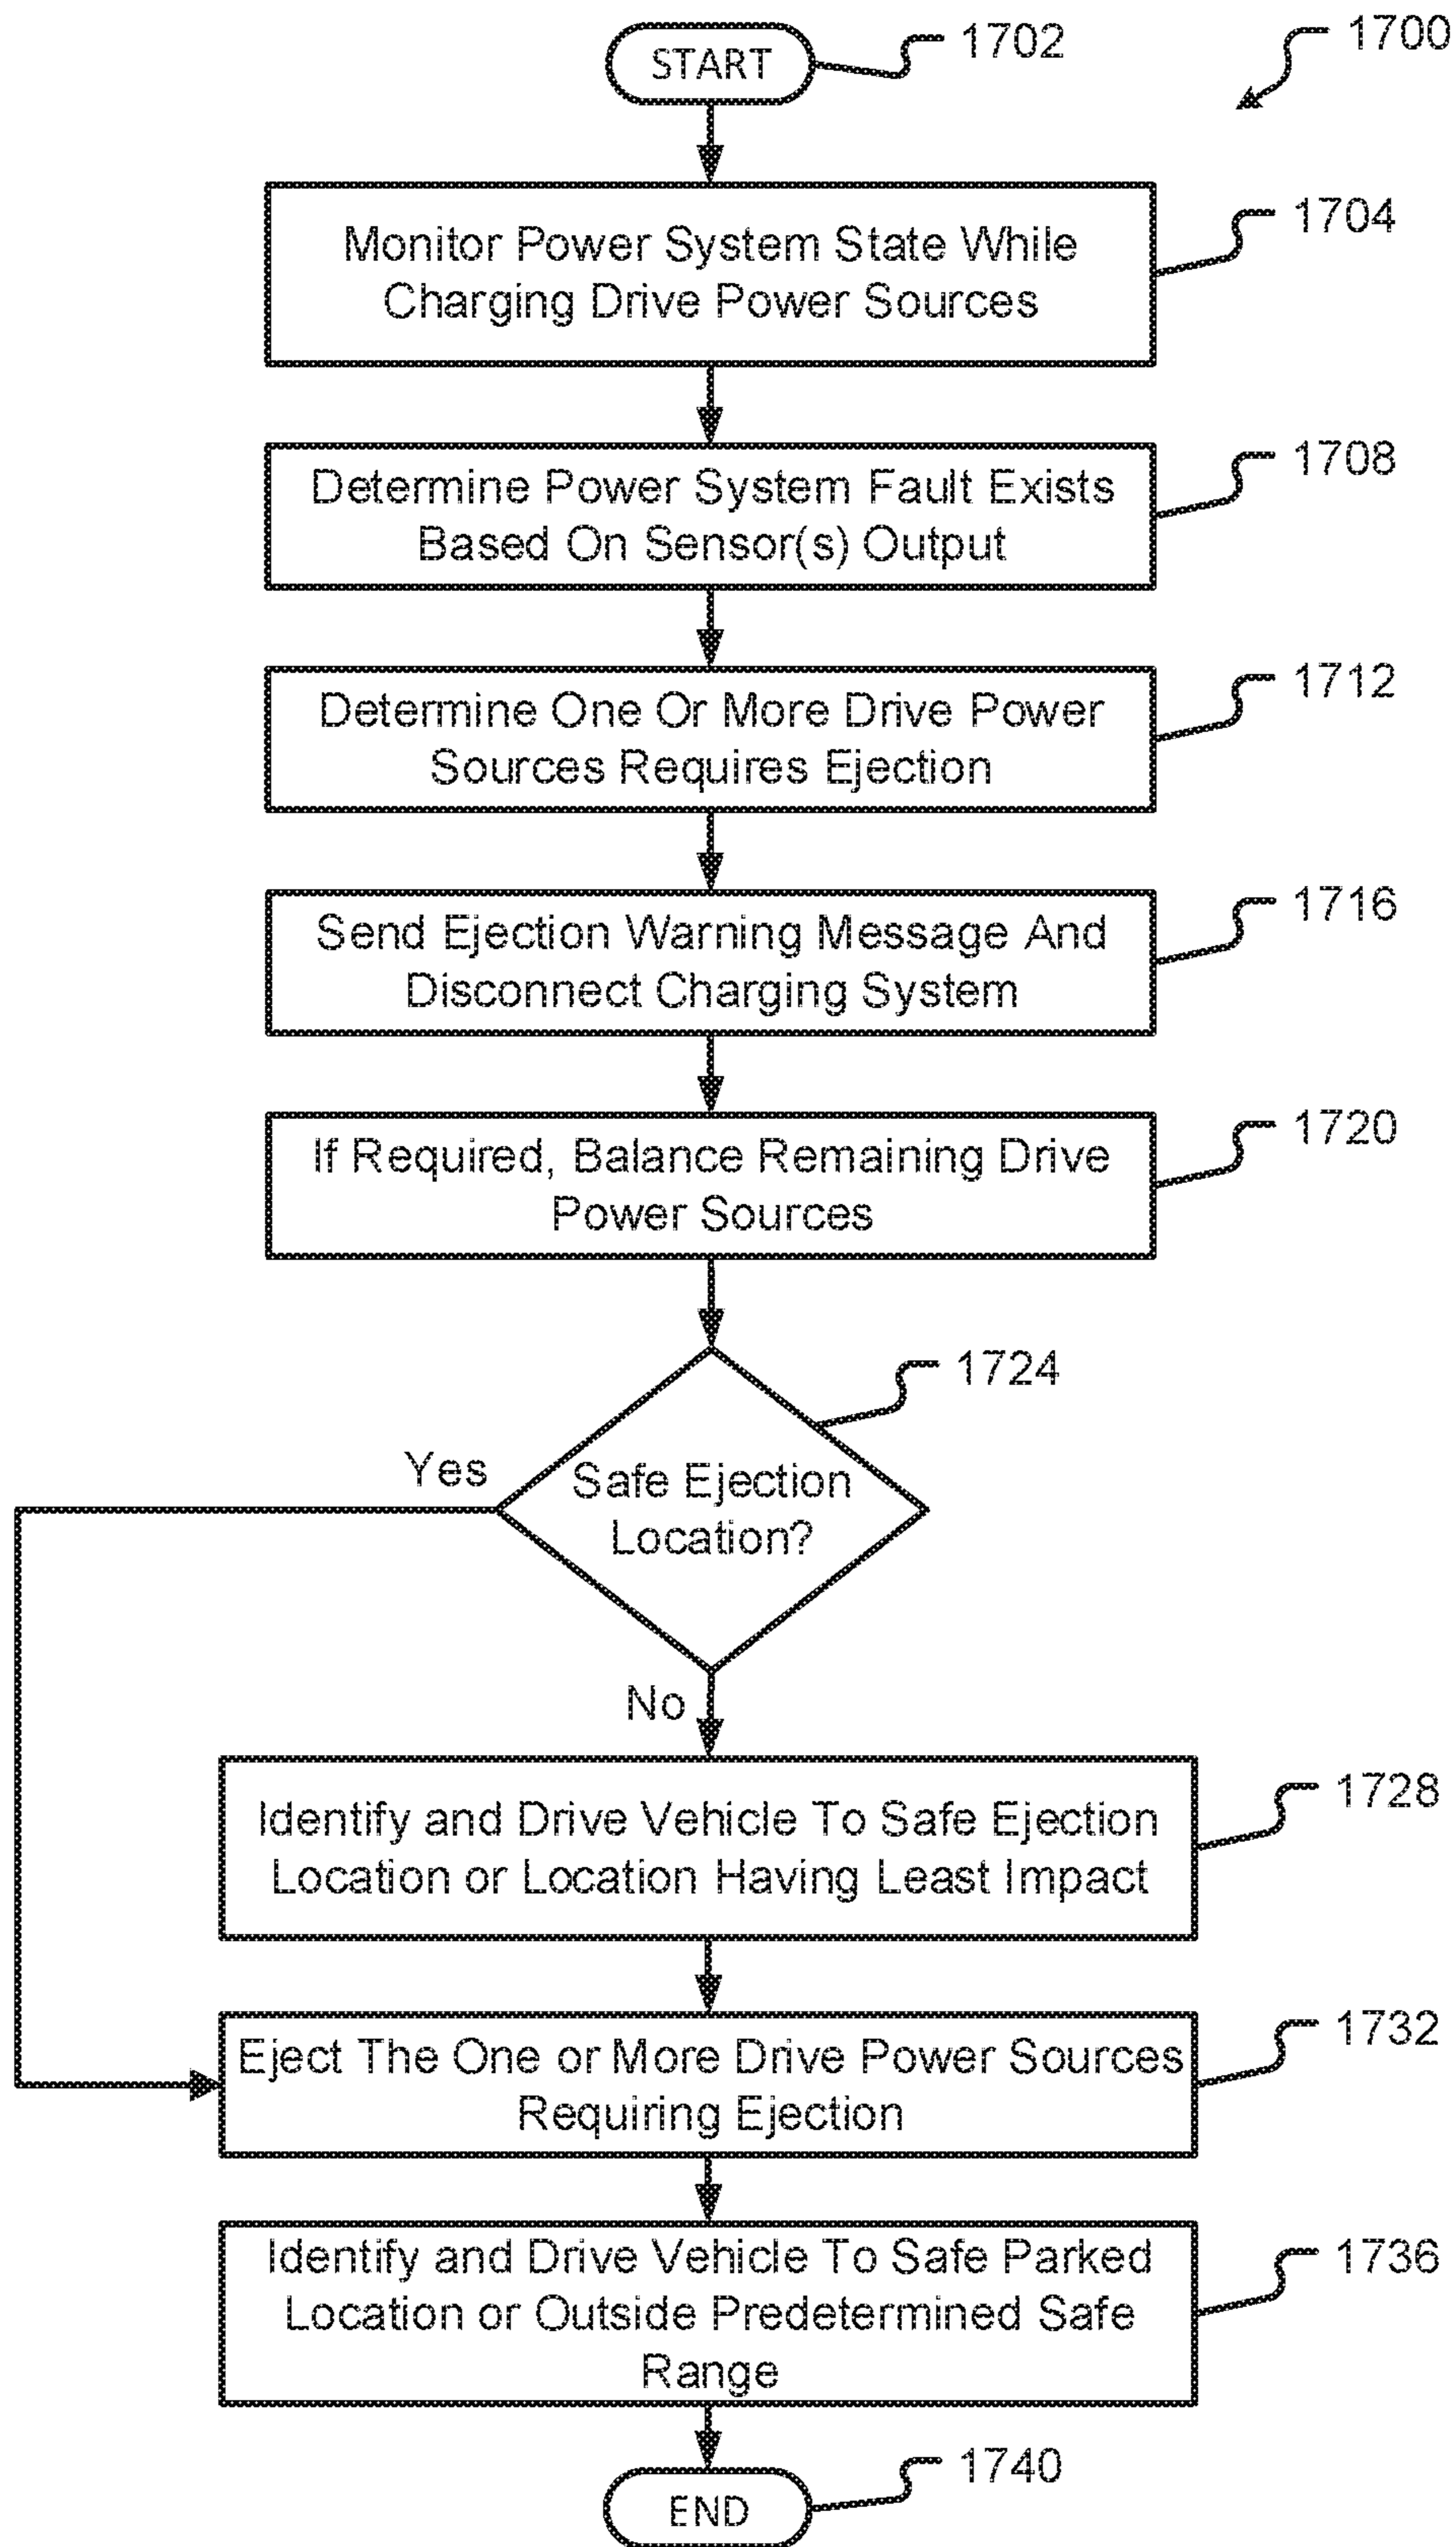 START
1702
1700
Monitor Power System State While
Charging Drive Power Sources
1704
Determine Power System Fault Exists
Based On Sensor(s) Output
1708
Determine One Or More Drive Power
Sources Requires Ejection
1712
Send Ejection Warning Message And
Disconnect Charging System
1716
If Required, Balance Remaining Drive
Power Sources
1720
Safe Ejection
Location?
1724
Yes
No
Identify and Drive Vehicle To Safe Ejection
Location or Location Having Least Impact
1728
Eject The One or More Drive Power Sources
Requiring Ejection
1732
Identify and Drive Vehicle To Safe Parked
Location or Outside Predetermined Safe
Range
1736
END
1740